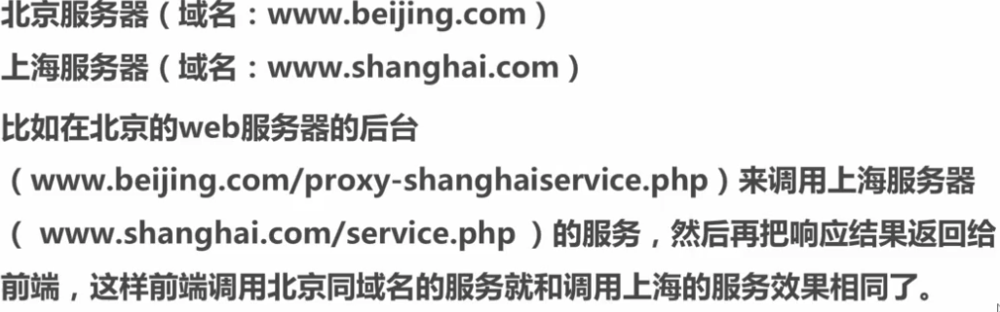 北京服务器（域名：www.beijing.com）
上海服务器（域名：www.shanghai.com）
比如在北京的web服务器的后台
（www.beijing.com/proxy-shanghaiservice.php）来调用上海服务器
（ www.shanghai.com/service.php ）的服务，然后再把响应结果返回给
前端，这样前端调用北京同域名的服务就和调用上海的服务效果相同了。